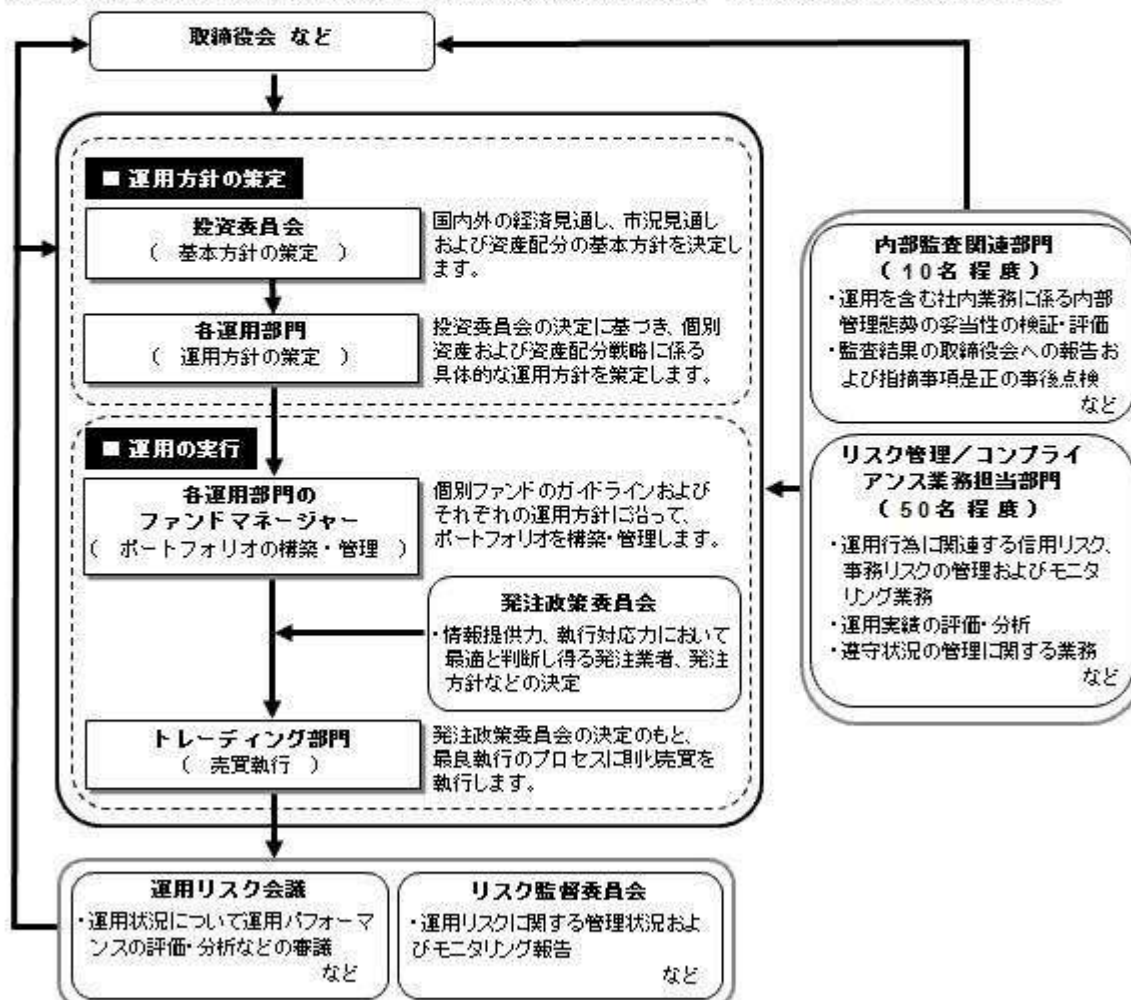 取締役会 など
■ 運用方針の策定
投資委員会
( 基本方針の策定 )
国内外の経済見通し、市況見通し
および資産配分の基本方針を決定し
ます。
各運用部門
( 運用方針の策定 )
投資委員会の決定に基づき、個別
資産および資産配分戦略に係る
具体的な運用方針を策定します。
■ 運用の実行
各運用部門の
ファンドマネージャー
( ポートフォリオの構築・管理 )
個別ファンドのガイドラインおよび
それぞれの運用方針に沿って、
ポートフォリオを構築・管理します。
発注政策委員会
・情報提供力、執行対応力において
最適と判断し得る発注業者、発注
方針などの決定
トレーディング部門
( 売買執行 )
発注政策委員会の決定のもと、
最良執行のプロセスに則り売買を
執行します。
内部監査関連部門
( 10名 程 度 )
・運用を含む社内業務に係る内部
管理態勢の妥当性の検証・評価
・監査結果の取締役会への報告お
よび指摘事項是正の事後点検
など
リスク管理/コンプライ
アンス業務担当部門
( 50名 程 度 )
・運用行為に関連する信用リスク、
事務リスクの管理およびモニタ
リング業務
・運用実績の評価・分析
・遵守状況の管理に関する業務
など
運用リスク会議
・運用状況について運用パフォーマ
ンスの評価・分析などの審議
など
リスク監督委員会
・運用リスクに関する管理状況およ
びモニタリング報告
など